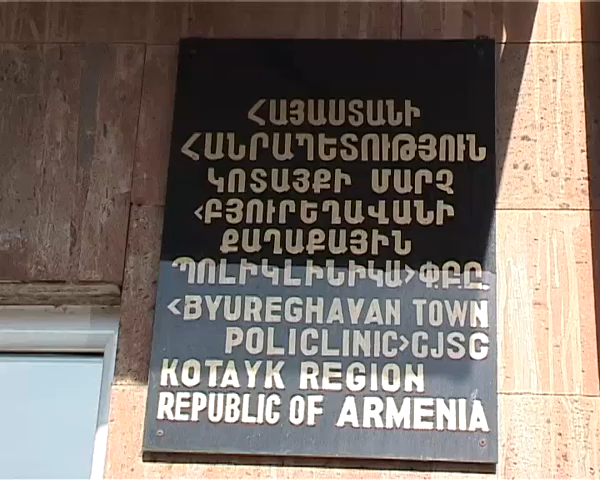 ՀԱՅԱՍՏԱՆԻ
ՀԱՆՐԱՊԵՏՈՒԹՅՈՒՆ
ԿՈՏԱՅՔԻ ՄԱՐԶ
<ԲՅՈՒՐԵՂԱՎԱՆԻ
ՔԱՂԱՔԱՅԻՆ
ՊՈԼԻԿԼԻՆԻԿԱ>ՓԲԸ
<BYUREGHAVAN TOWN
POLICLINIC>CJSC
KOTAYK REGION
REPUBLIC OF ARMENIA